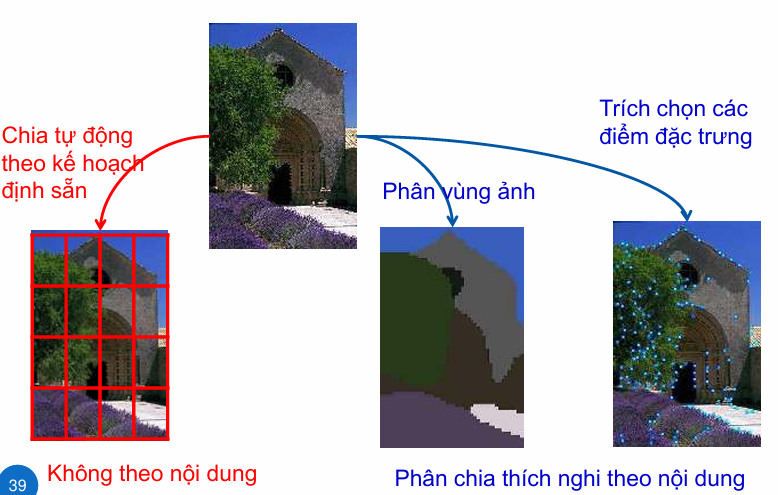 Trích chọn các
điểm đặc trưng
Chia tự động
theo kế hoạch
định sẵn
Phân vùng ảnh
Không theo nội dung
Phân chia thích nghi theo nội dung
39